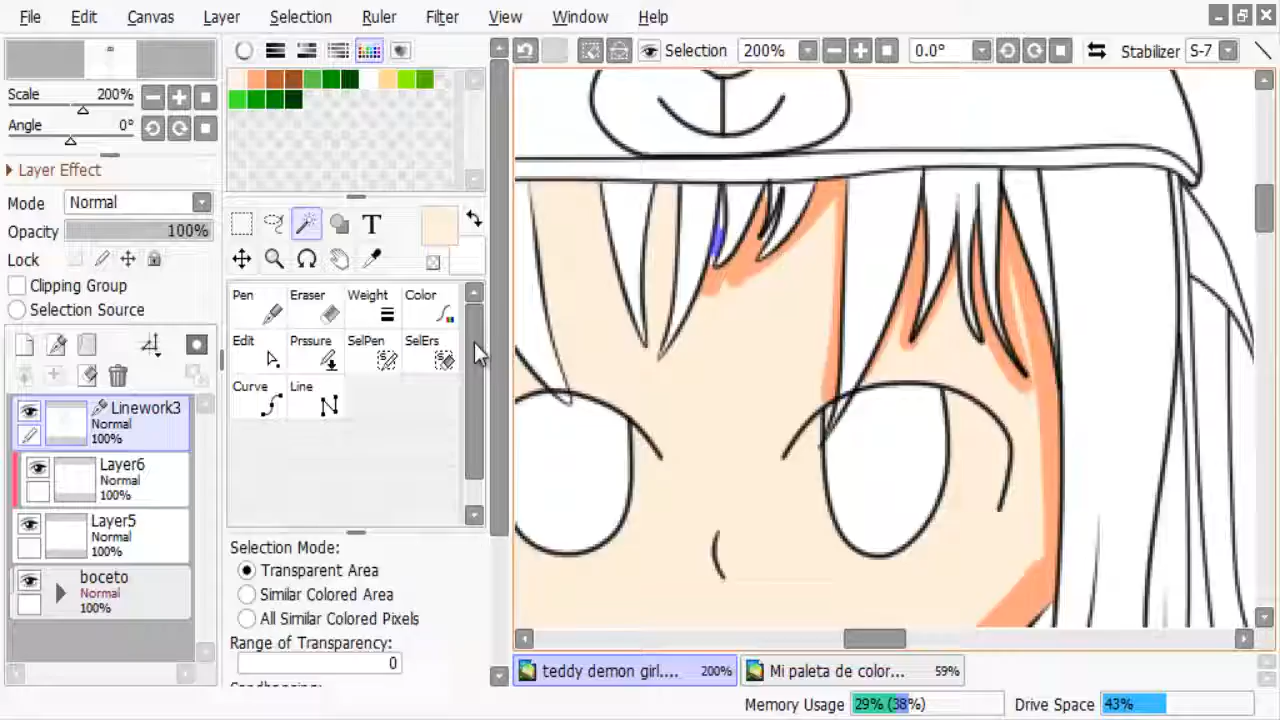 File Edit Canvas Layer Selection Ruler Filter View Window Help
Selection 200% 0.0° Stabilizer S-7
Scale 200%
Angle 0°
Layer Effect
Mode Normal
Opacity 100%
Lock
Clipping Group
Selection Source
Linework3
Normal
100%
Layer6
Normal
100%
Layer5
Normal
100%
boceto
Normal
100%
T
Pen Eraser Weight Color
Edit Prssure SelPen SelErs
Curve Line
Selection Mode:
Transparent Area
Similar Colored Area
All Similar Colored Pixels
Range of Transparency:
0
teddy demon girl.... 200% Mi paleta de color... 59%
Memory Usage 29% (38%) Drive Space 43%